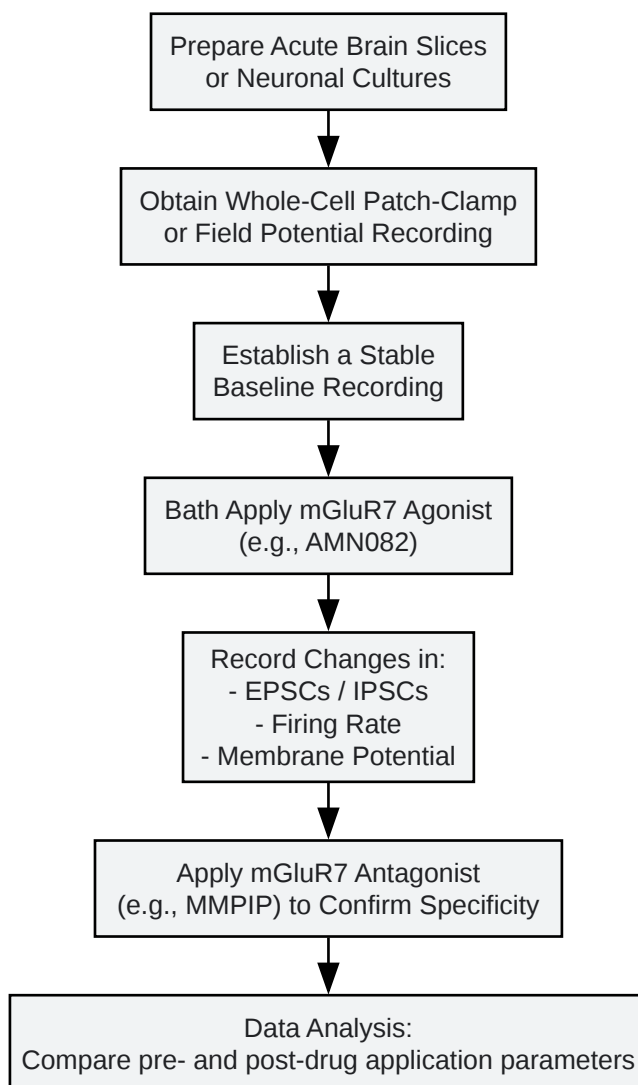 Prepare Acute Brain Slices
or Neuronal Cultures
Obtain Whole-Cell Patch-Clamp
or Field Potential Recording
Establish a Stable
Baseline Recording
Bath Apply mGluR7 Agonist
(e.g., AMN082)
Record Changes in:
- EPSCs / IPSCs
- Firing Rate
- Membrane Potential
Apply mGluR7 Antagonist
(e.g., MMPIP) to Confirm Specificity
Data Analysis:
Compare pre- and post-drug application parameters